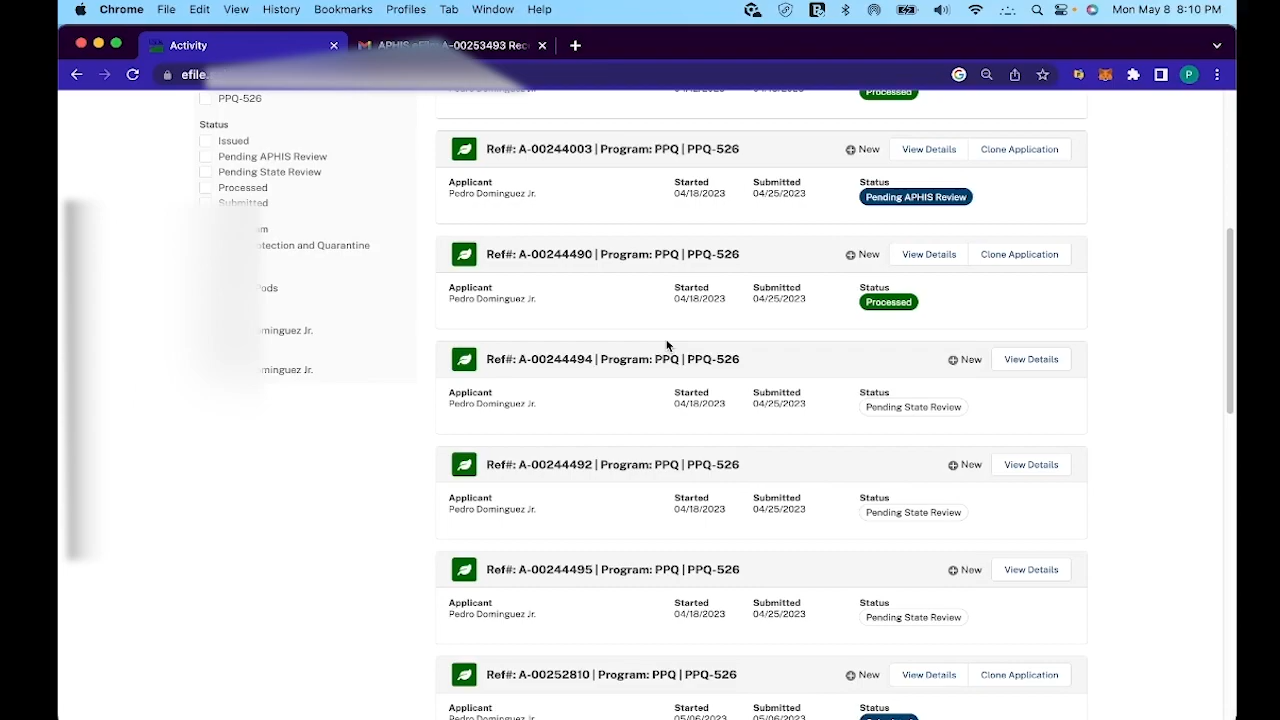 Chrome File Edit View History Bookmarks Profiles Tab Window Help Mon May 8 8:10 PM
Activity
efile.
P
PPQ-526
Status
Issued
Pending APHIS Review
Pending State Review
Processed
Submitted
otection and Quarantine
Pods
minguez Jr.
minguez Jr.
Processed
Ref#: A-00244003 | Program: PPQ | PPQ-526 New View Details Clone Application
Applicant Started Submitted Status
Pedro Dominguez Jr. 04/18/2023 04/25/2023 Pending APHIS Review
Ref#: A-00244490 | Program: PPQ | PPQ-526 New View Details Clone Application
Applicant Started Submitted Status
Pedro Dominguez Jr. 04/18/2023 04/25/2023 Processed
Ref#: A-00244494 | Program: PPQ | PPQ-526 New View Details
Applicant Started Submitted Status
Pedro Dominguez Jr. 04/18/2023 04/25/2023 Pending State Review
Ref#: A-00244492 | Program: PPQ | PPQ-526 New View Details
Applicant Started Submitted Status
Pedro Dominguez Jr. 04/18/2023 04/25/2023 Pending State Review
Ref#: A-00244495 | Program: PPQ | PPQ-526 New View Details
Applicant Started Submitted Status
Pedro Dominguez Jr. 04/18/2023 04/25/2023 Pending State Review
Ref#: A-00252810 | Program: PPQ | PPQ-526 New View Details Clone Application
Applicant Started Submitted Status
Pedro Dominguez Jr. 05/06/2023 05/06/2023